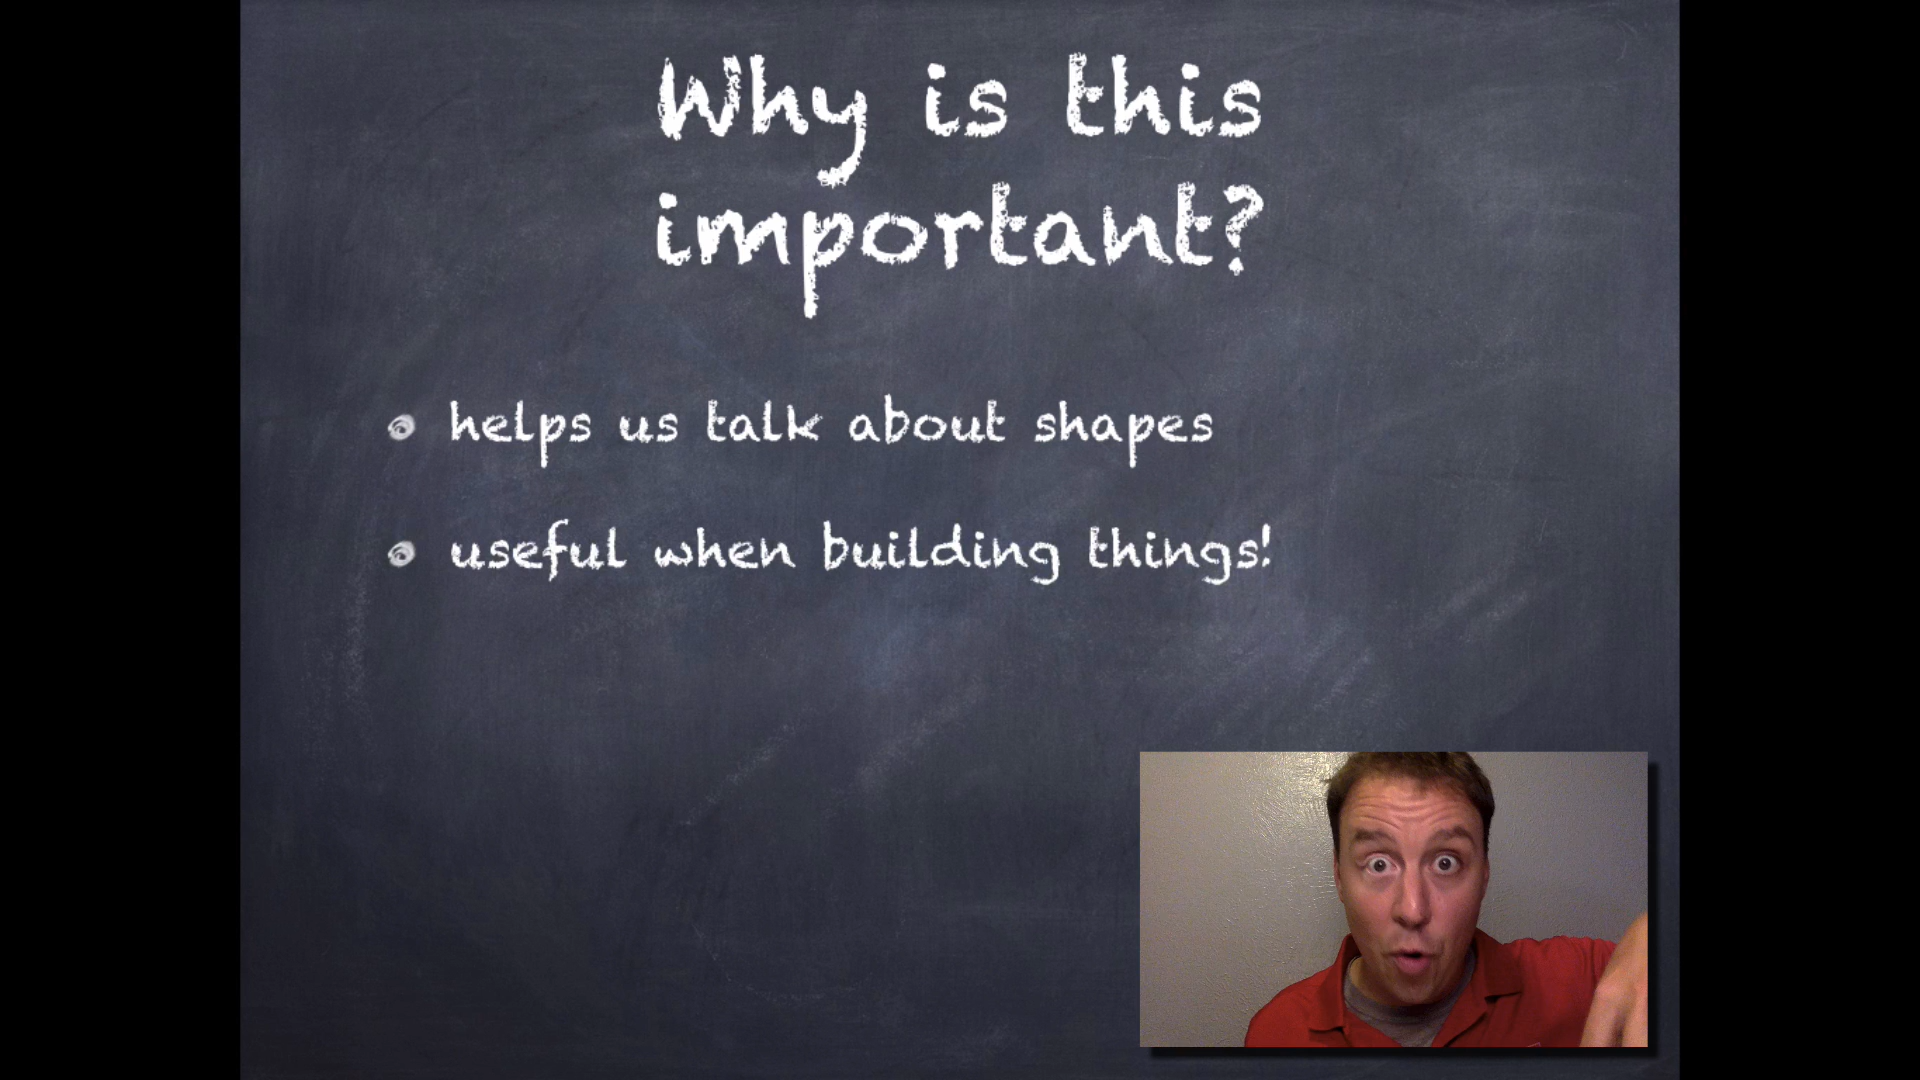 Why is this
important?
helps us talk about shapes
useful when building things!